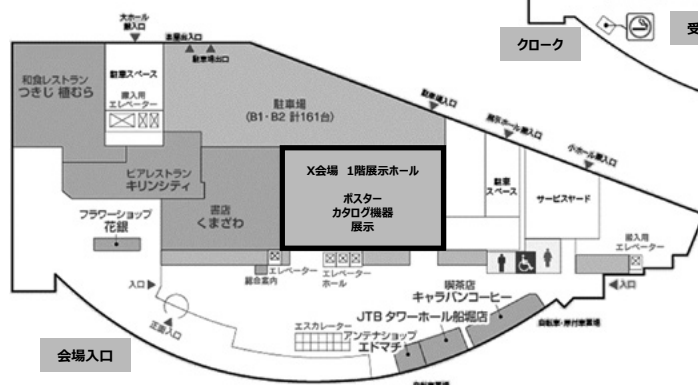 クローク
受
大ホール
搬入口
車両出入口
駐車場出口
和食レストラン
つきじ 植むら
駐車スペース
搬入用
エレベーター
駐車場
(B1・B2 計161台)
駐車場入口
小ホール搬入口
ビアレストラン
キリンシティ
X会場 1階展示ホール
ポスター
カタログ機器
展示
駐車
スペース
サービスヤード
書店
くまざわ
フラワーショップ
花銀
搬入用
エレベーター
エレベーター
総合案内
エレベーター
ホール
入口
正面入口
喫茶店
キャラバンコーヒー
入口
JTB タワーホール船堀店
エスカレーター
アンテナショップ
エドマチ
会場入口